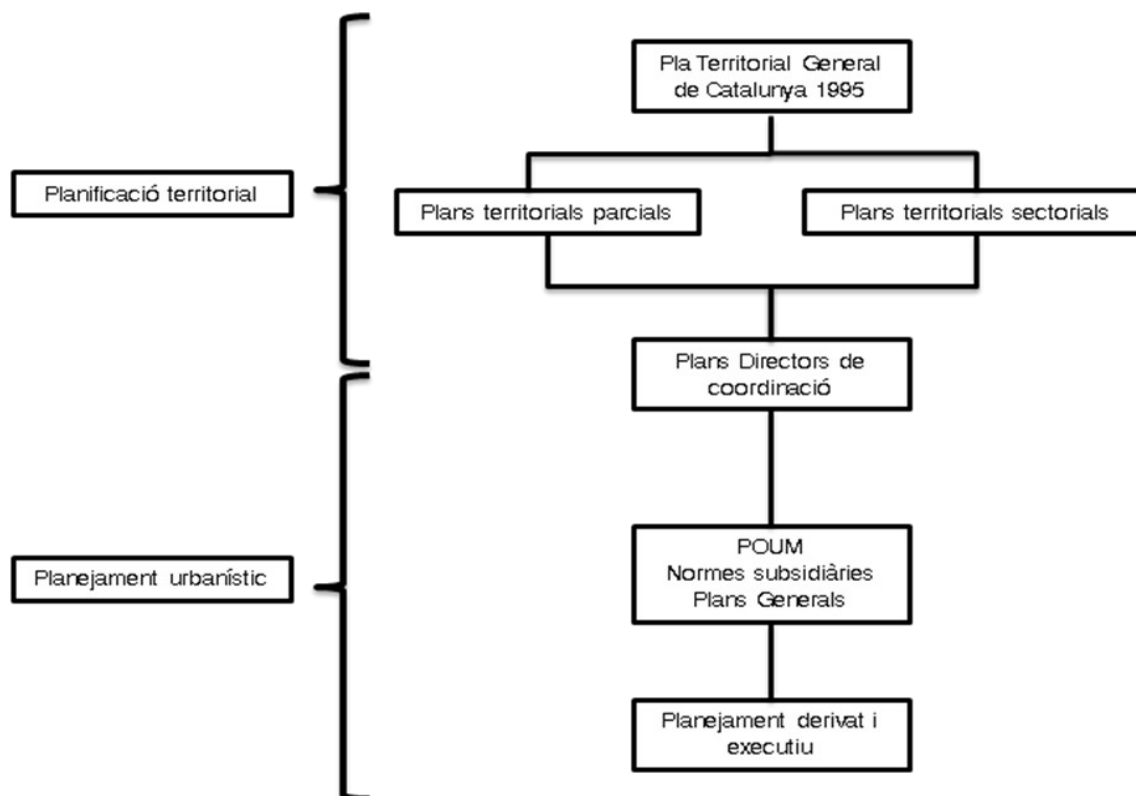 Pla Territorial General
de Catalunya 1995
Planificació territorial
Plans territorials parcials
Plans territorials sectorials
Plans Directors de
coordinació
POUM
Normes subsidiàries
Plans Generals
Planejament urbanístic
Planejament derivat i
executiu